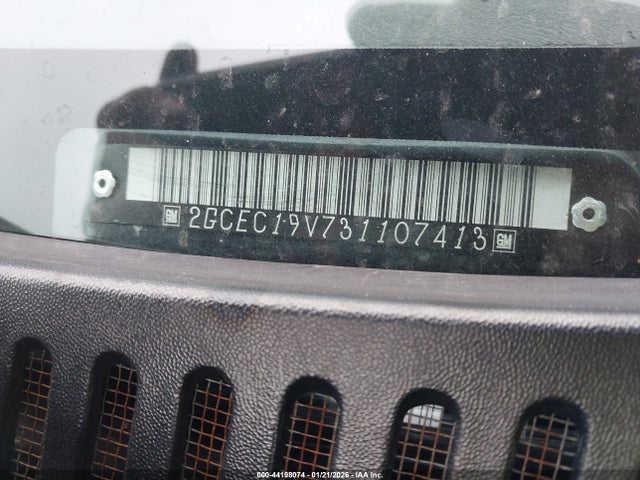 GM 2GCEC19V731107413 GM
000-44198074 - 01/21/2026 - IAA Inc.